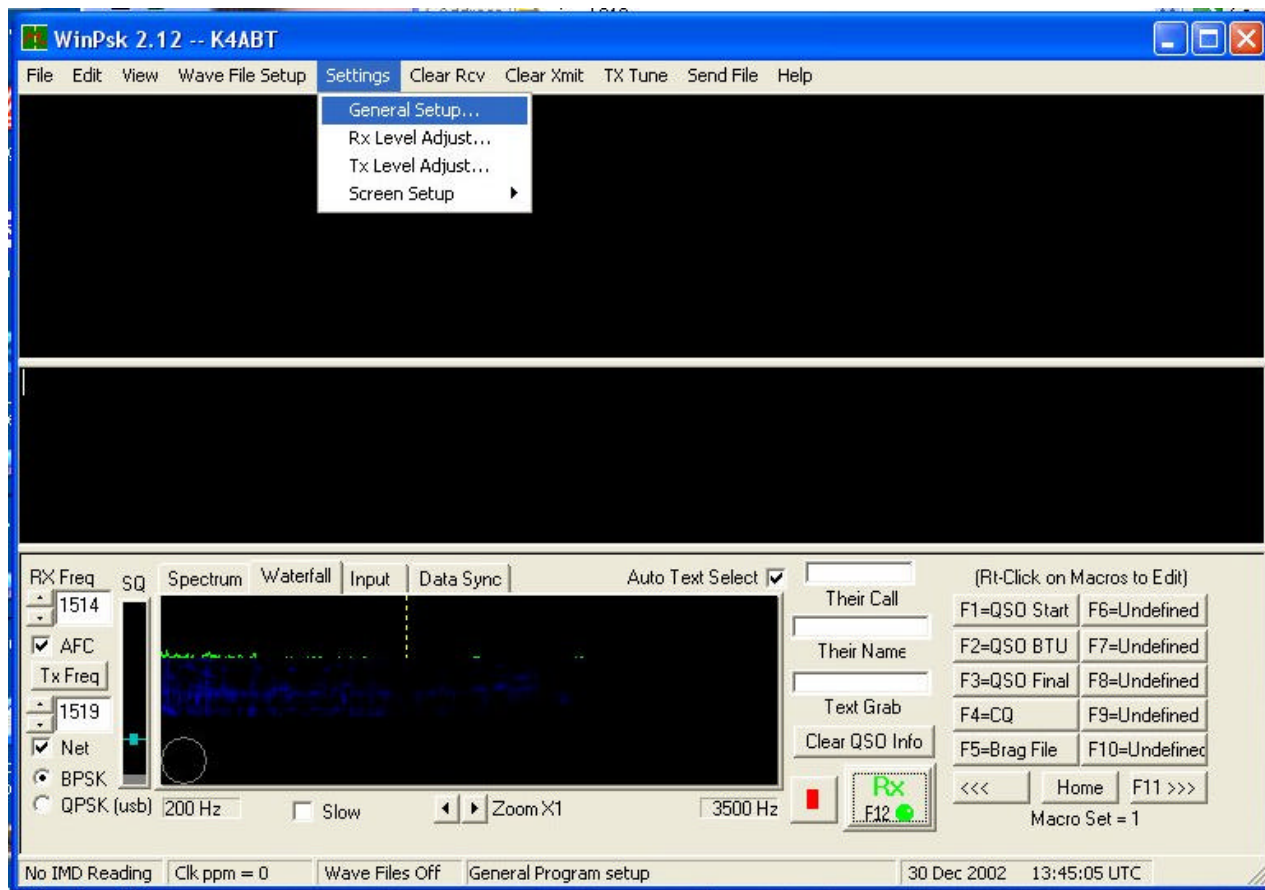 WinPsk 2.12 -- K4ABT
File Edit View Wave File Setup Settings Clear Rcv Clear Xmit TX Tune Send File Help
General Setup...
Rx Level Adjust...
Tx Level Adjust...
Screen Setup
RX Freq
1514
AFC
Tx Freq
1519
Net
BPSK
QPSK (usb)
SQ
Spectrum Waterfall Input Data Sync
Auto Text Select
200 Hz
Slow
Zoom X1
3500 Hz
Their Call
Their Name
Text Grab
Clear QSO Info
Rx
F12
(Rt-Click on Macros to Edit)
F1=QSO Start F6=Undefined
F2=QSO BTU F7=Undefined
F3=QSO Final F8=Undefined
F4=CQ F9=Undefined
F5=Brag File F10=Undefined
<<< Home F11 >>>
Macro Set = 1
No IMD Reading Clk ppm = 0 Wave Files Off General Program setup 30 Dec 2002 13:45:05 UTC